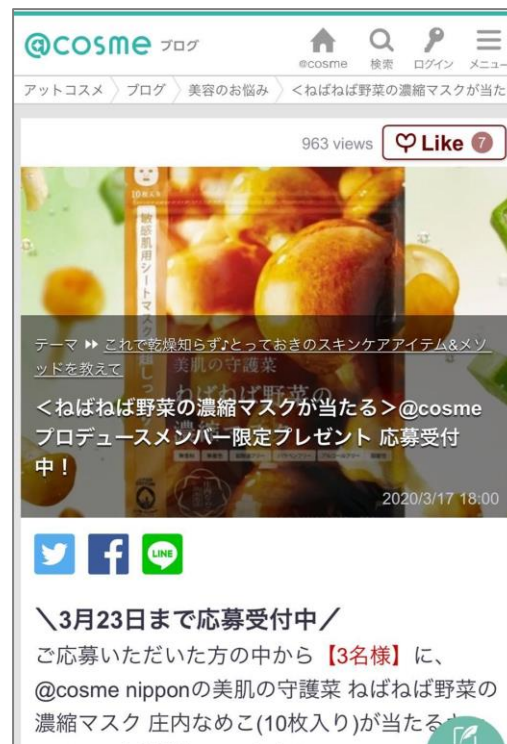 @cosme ブログ
@cosme 検索 ログイン メニュー
アットコスメ 〉 ブログ 〉 美容のお悩み 〉 <ねばねば野菜の濃縮マスクが当た
963 views Like 7
10枚入り
敏感肌用シートマスク
テーマ ▸▸ これで乾燥知らず♪とっておきのスキンケアアイテム&メソ
ッドを教えて
美肌の守護菜
ねばねば野菜の
濃縮マスク
<ねばねば野菜の濃縮マスクが当たる>@cosme
プロデュースメンバー限定プレゼント 応募受付
中！
2020/3/17 18:00
LINE
＼3月23日まで応募受付中／
ご応募いただいた方の中から【3名様】に、
@cosme nipponの美肌の守護菜 ねばねば野菜の
濃縮マスク 庄内なめこ(10枚入り)が当たる